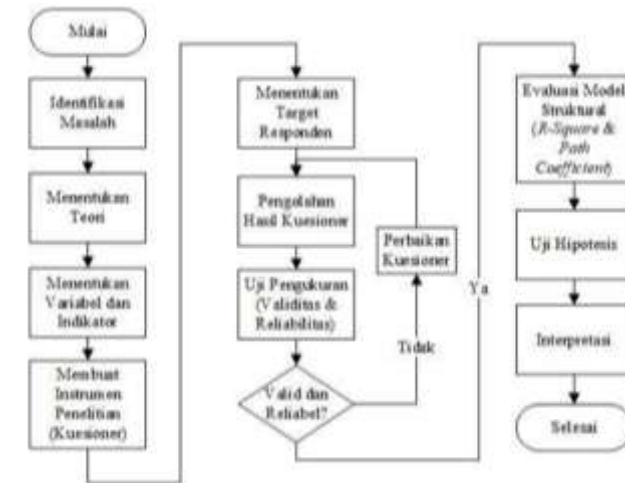 Mulai
Identifikasi
Masalah
Menentukan
Teori
Menentukan
Variabel dan
Indikator
Membuat
Instrumen
Penelitian
(Kuesioner)
Menentukan
Target
Responden
Pengolahan
Hasil Kuesioner
Uji Pengukuran
(Validitas &
Reliabilitas)
Valid dan
Reliabel?
Perbaikan
Kuesioner
Tidak
Ya
Evaluasi Model
Struktural
(R-Square &
Path
Coefficient)
Uji Hipotesis
Interpretasi
Selesai